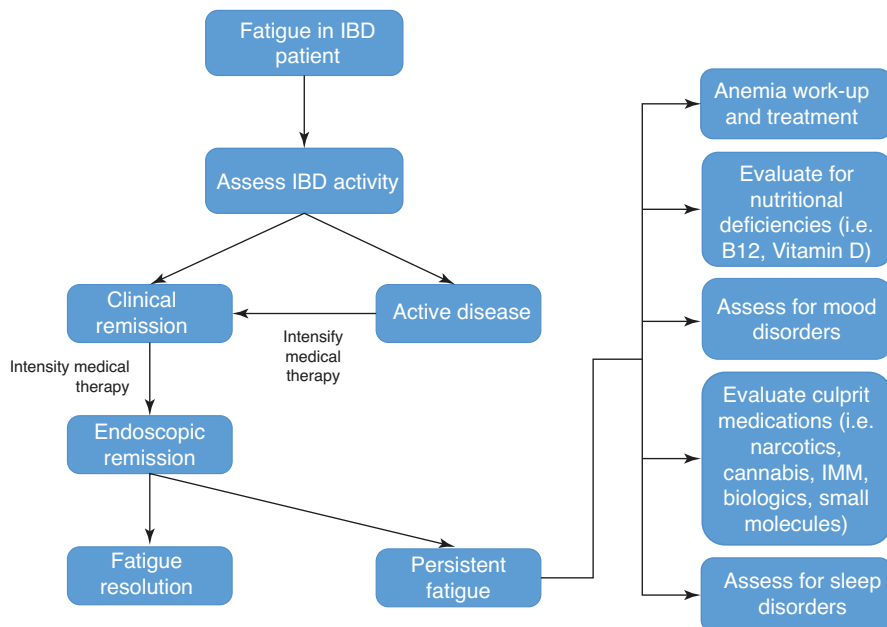 Fatigue in IBD
patient
Assess IBD activity
Clinical
remission
Active disease
Intensify
medical
therapy
Intensity medical
therapy
Endoscopic
remission
Fatigue
resolution
Persistent
fatigue
Anemia work-up
and treatment
Evaluate for
nutritional
deficiencies (i.e.
B12, Vitamin D)
Assess for mood
disorders
Evaluate culprit
medications (i.e.
narcotics,
cannabis, IMM,
biologics, small
molecules)
Assess for sleep
disorders